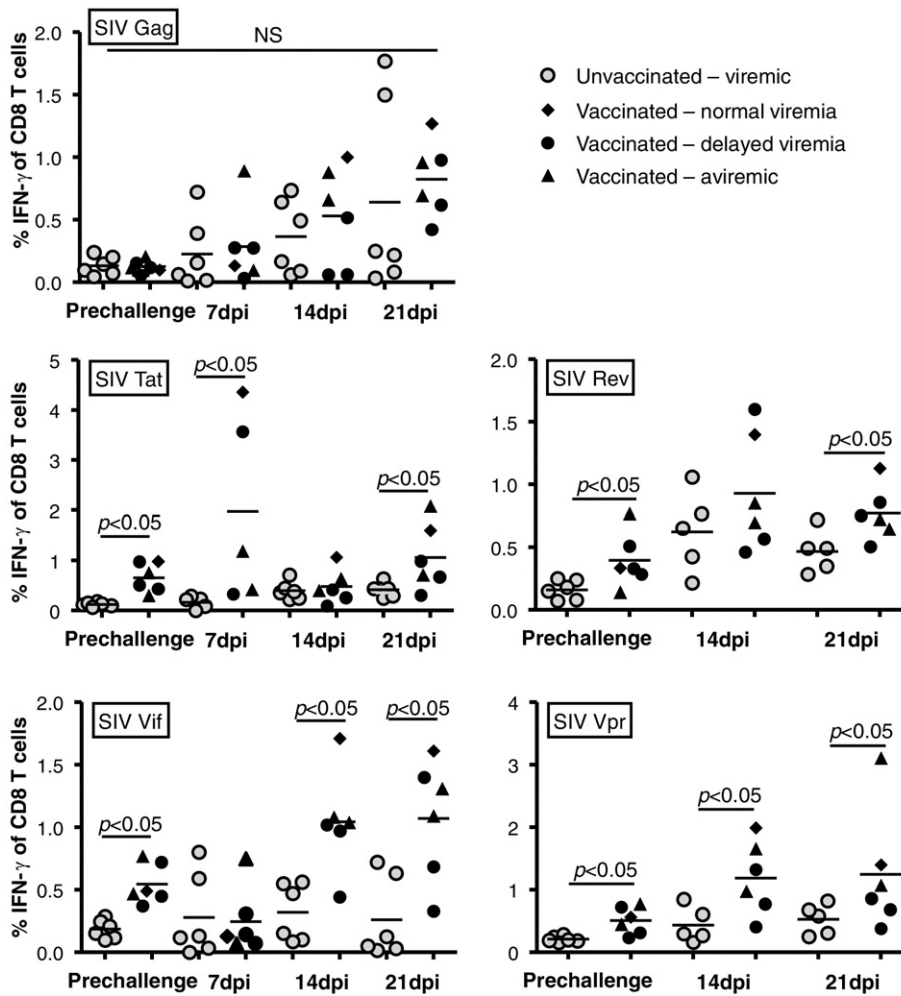 SIV Gag
NS
% IFN-γ of CD8 T cells
2.0
1.5
1.0
0.5
0.0
Prechallenge 7dpi 14dpi 21dpi
Unvaccinated – viremic
Vaccinated – normal viremia
Vaccinated – delayed viremia
Vaccinated – aviremic
SIV Tat
% IFN-γ of CD8 T cells
5
4
3
2
1
0
p<0.05
p<0.05
p<0.05
Prechallenge 7dpi 14dpi 21dpi
SIV Rev
2.0
1.5
1.0
0.5
0.0
p<0.05
p<0.05
Prechallenge 14dpi 21dpi
SIV Vif
% IFN-γ of CD8 T cells
2.0
1.5
1.0
0.5
0
p<0.05
p<0.05
p<0.05
Prechallenge 7dpi 14dpi 21dpi
SIV Vpr
4
3
2
1
0
p<0.05
p<0.05
p<0.05
Prechallenge 14dpi 21dpi